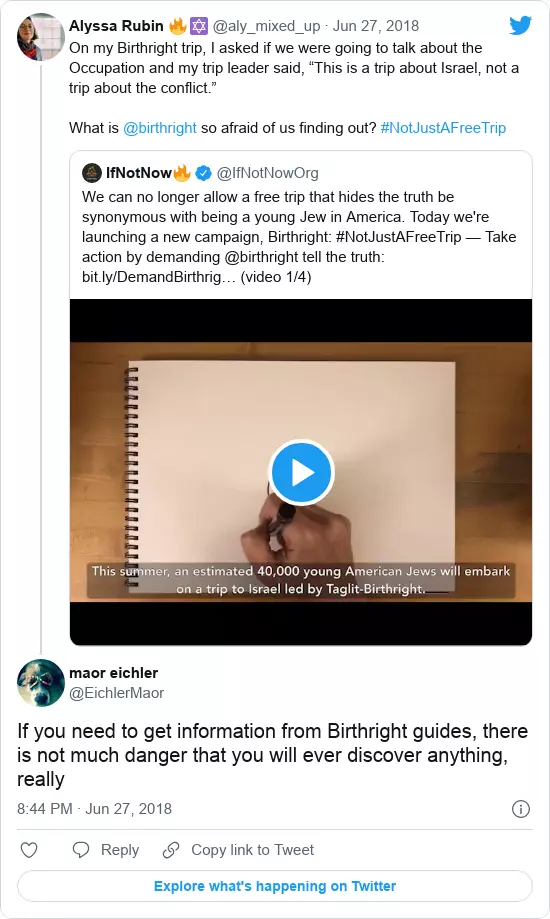 Alyssa Rubin 🔥✡️ @aly_mixed_up · Jun 27, 2018
On my Birthright trip, I asked if we were going to talk about the
Occupation and my trip leader said, “This is a trip about Israel, not a
trip about the conflict.”
What is @birthright so afraid of us finding out? #NotJustAFreeTrip
IfNotNow🔥 @IfNotNowOrg
We can no longer allow a free trip that hides the truth be
synonymous with being a young Jew in America. Today we're
launching a new campaign, Birthright: #NotJustAFreeTrip — Take
action by demanding @birthright tell the truth:
bit.ly/DemandBirthrig… (video 1/4)
This summer, an estimated 40,000 young American Jews will embark
on a trip to Israel led by Taglit-Birthright.
maor eichler
@EichlerMaor
If you need to get information from Birthright guides, there
is not much danger that you will ever discover anything,
really
8:44 PM · Jun 27, 2018
Reply Copy link to Tweet
Explore what's happening on Twitter